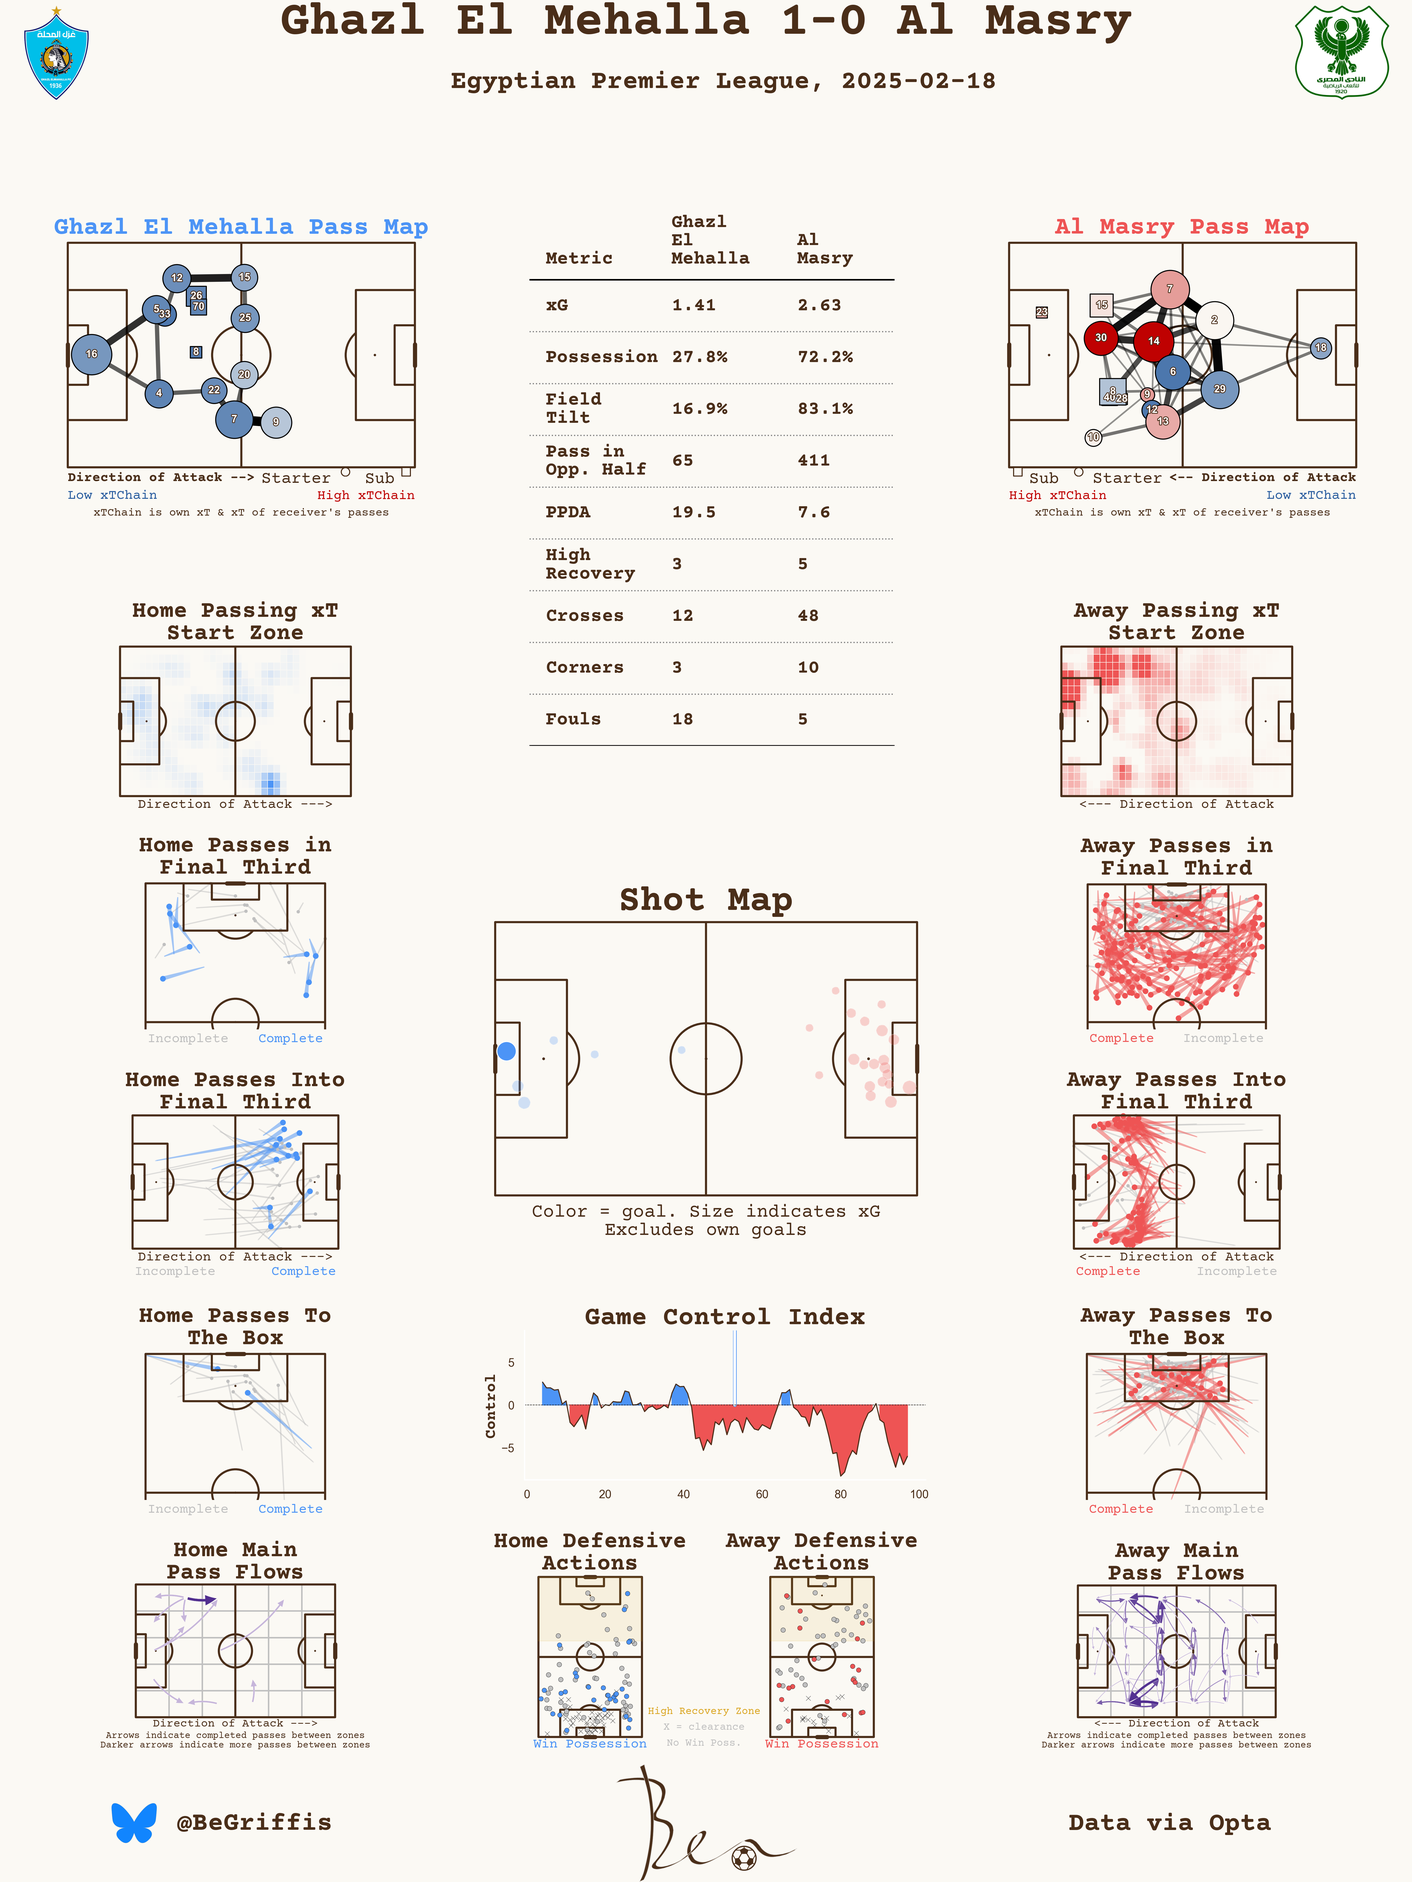 Ghazl El Mehalla 1-0 Al Masry
Egyptian Premier League, 2025-02-18
غزل المحلة
1936
النادى المصرى
للألعاب الرياضية
1920
Ghazl El Mehalla Pass Map
12
15
26
70
5
33
25
16
8
20
4
22
7
9
Direction of Attack --> Starter Sub
Low xTChain High xTChain
xTChain is own xT & xT of receiver's passes
Metric Ghazl El Mehalla Al Masry
xG 1.41 2.63
Possession 27.8% 72.2%
Field Tilt 16.9% 83.1%
Pass in Opp. Half 65 411
PPDA 19.5 7.6
High Recovery 3 5
Crosses 12 48
Corners 3 10
Fouls 18 5
Al Masry Pass Map
7
15
23
2
30
14
18
6
8
29
9
40
28
12
13
10
Sub Starter <-- Direction of Attack
High xTChain Low xTChain
xTChain is own xT & xT of receiver's passes
Home Passing xT
Start Zone
Direction of Attack --->
Away Passing xT
Start Zone
<--- Direction of Attack
Home Passes in
Final Third
Incomplete Complete
Away Passes in
Final Third
Complete Incomplete
Shot Map
Color = goal. Size indicates xG
Excludes own goals
Home Passes Into
Final Third
Direction of Attack --->
Incomplete Complete
Away Passes Into
Final Third
<--- Direction of Attack
Complete Incomplete
Home Passes To
The Box
Incomplete Complete
Game Control Index
Control
5
0
−5
0 20 40 60 80 100
Away Passes To
The Box
Complete Incomplete
Home Main
Pass Flows
Direction of Attack --->
Arrows indicate completed passes between zones
Darker arrows indicate more passes between zones
Home Defensive
Actions
Win Possession
Away Defensive
Actions
Win Possession
High Recovery Zone
X = clearance
No Win Poss.
Away Main
Pass Flows
<--- Direction of Attack
Arrows indicate completed passes between zones
Darker arrows indicate more passes between zones
@BeGriffis
Ben
Data via Opta